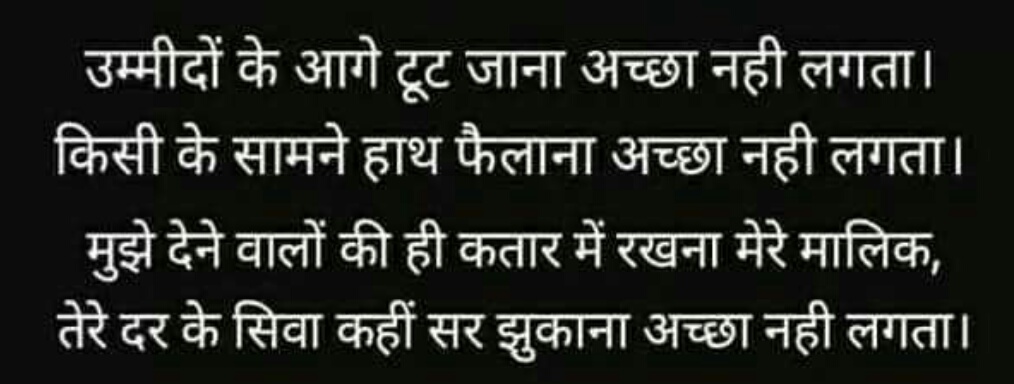 उम्मीदों के आगे टूट जाना अच्छा नही लगता।
किसी के सामने हाथ फैलाना अच्छा नही लगता।
मुझे देने वालों की ही कतार में रखना मेरे मालिक,
तेरे दर के सिवा कहीं सर झुकाना अच्छा नही लगता।